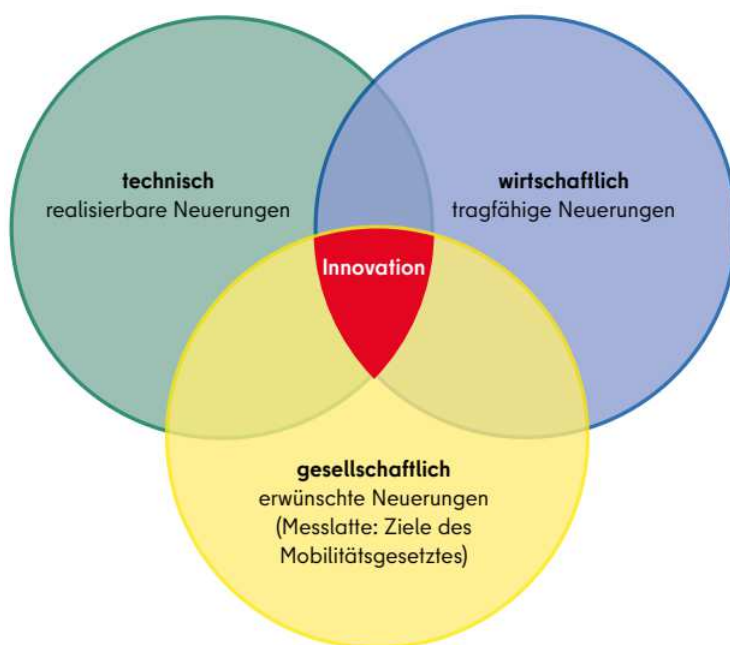 technisch
realisierbare Neuerungen
wirtschaftlich
tragfähige Neuerungen
Innovation
gesellschaftlich
erwünschte Neuerungen
(Messlatte: Ziele des
Mobilitätsgesetztes)